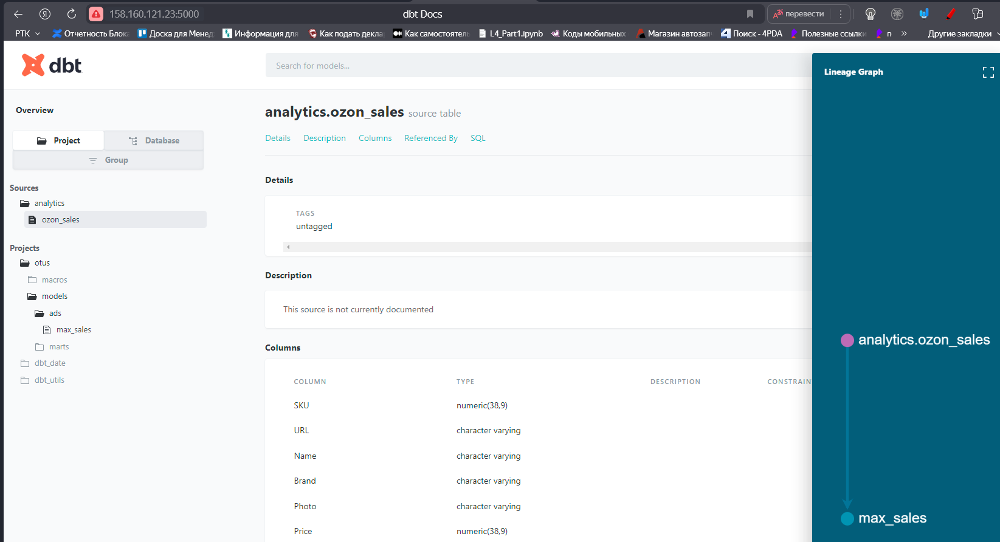 158.160.121.23:5000
dbt Docs
перевести
РТК
Отчетность Блока
Доска для Менед
Информация для
Как подать декла
Как самостоятель
L4_Part1.ipynb
Коды мобильных
Магазин автозап
Поиск - 4PDA
Полезные ссылки
п
»
Другие закладки
dbt
Search for models...
Lineage Graph
Overview
Project
Database
Group
Sources
analytics
ozon_sales
Projects
otus
macros
models
ads
max_sales
marts
dbt_date
dbt_utils
analytics.ozon_sales source table
Details Description Columns Referenced By SQL
Details
TAGS
untagged
Description
This source is not currently documented
Columns
COLUMN TYPE DESCRIPTION CONSTRAIN
SKU numeric(38,9)
URL character varying
Name character varying
Brand character varying
Photo character varying
Price numeric(38,9)
analytics.ozon_sales
max_sales